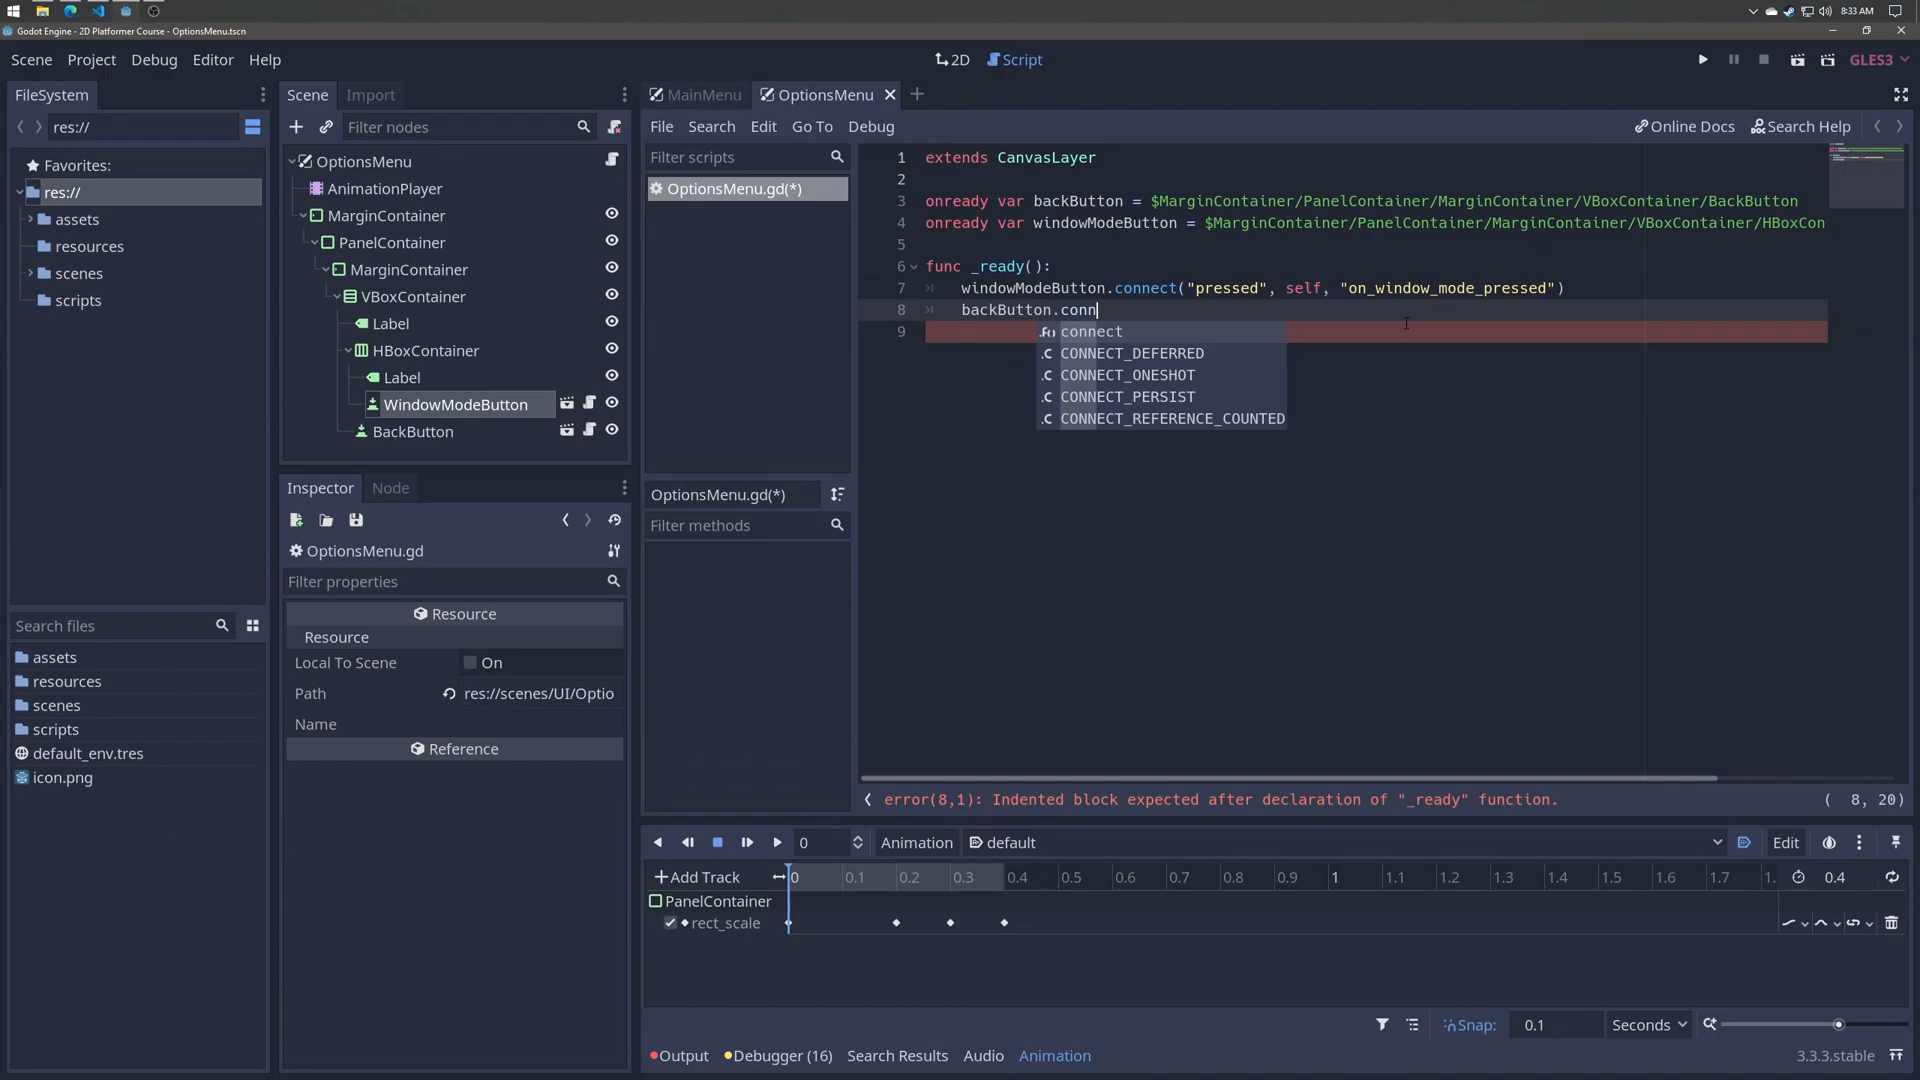 8:33 AM
Godot Engine - 2D Platformer Course - OptionsMenu.tscn
Scene Project Debug Editor Help
2D Script
GLES3
FileSystem
res://
Favorites:
res://
assets
resources
scenes
scripts
Search files
assets
resources
scenes
scripts
default_env.tres
icon.png
Scene Import
Filter nodes
OptionsMenu
AnimationPlayer
MarginContainer
PanelContainer
MarginContainer
VBoxContainer
Label
HBoxContainer
Label
WindowModeButton
BackButton
Inspector Node
OptionsMenu.gd
Filter properties
Resource
Resource
Local To Scene On
Path res://scenes/UI/Optio
Name
Reference
MainMenu OptionsMenu
File Search Edit Go To Debug
Online Docs Search Help
Filter scripts
OptionsMenu.gd(*)
OptionsMenu.gd(*)
Filter methods
1 extends CanvasLayer
2
3 onready var backButton = $MarginContainer/PanelContainer/MarginContainer/VBoxContainer/BackButton
4 onready var windowModeButton = $MarginContainer/PanelContainer/MarginContainer/VBoxContainer/HBoxCon
5
6 func _ready():
7 windowModeButton.connect("pressed", self, "on_window_mode_pressed")
8 backButton.conn
9
connect
CONNECT_DEFERRED
CONNECT_ONESHOT
CONNECT_PERSIST
CONNECT_REFERENCE_COUNTED
error(8,1): Indented block expected after declaration of "_ready" function.
( 8, 20)
0 Animation default Edit
Add Track 0 0.1 0.2 0.3 0.4 0.5 0.6 0.7 0.8 0.9 1 1.1 1.2 1.3 1.4 1.5 1.6 1.7 1. 0.4
PanelContainer
rect_scale
Snap: 0.1 Seconds
Output Debugger (16) Search Results Audio Animation
3.3.3.stable